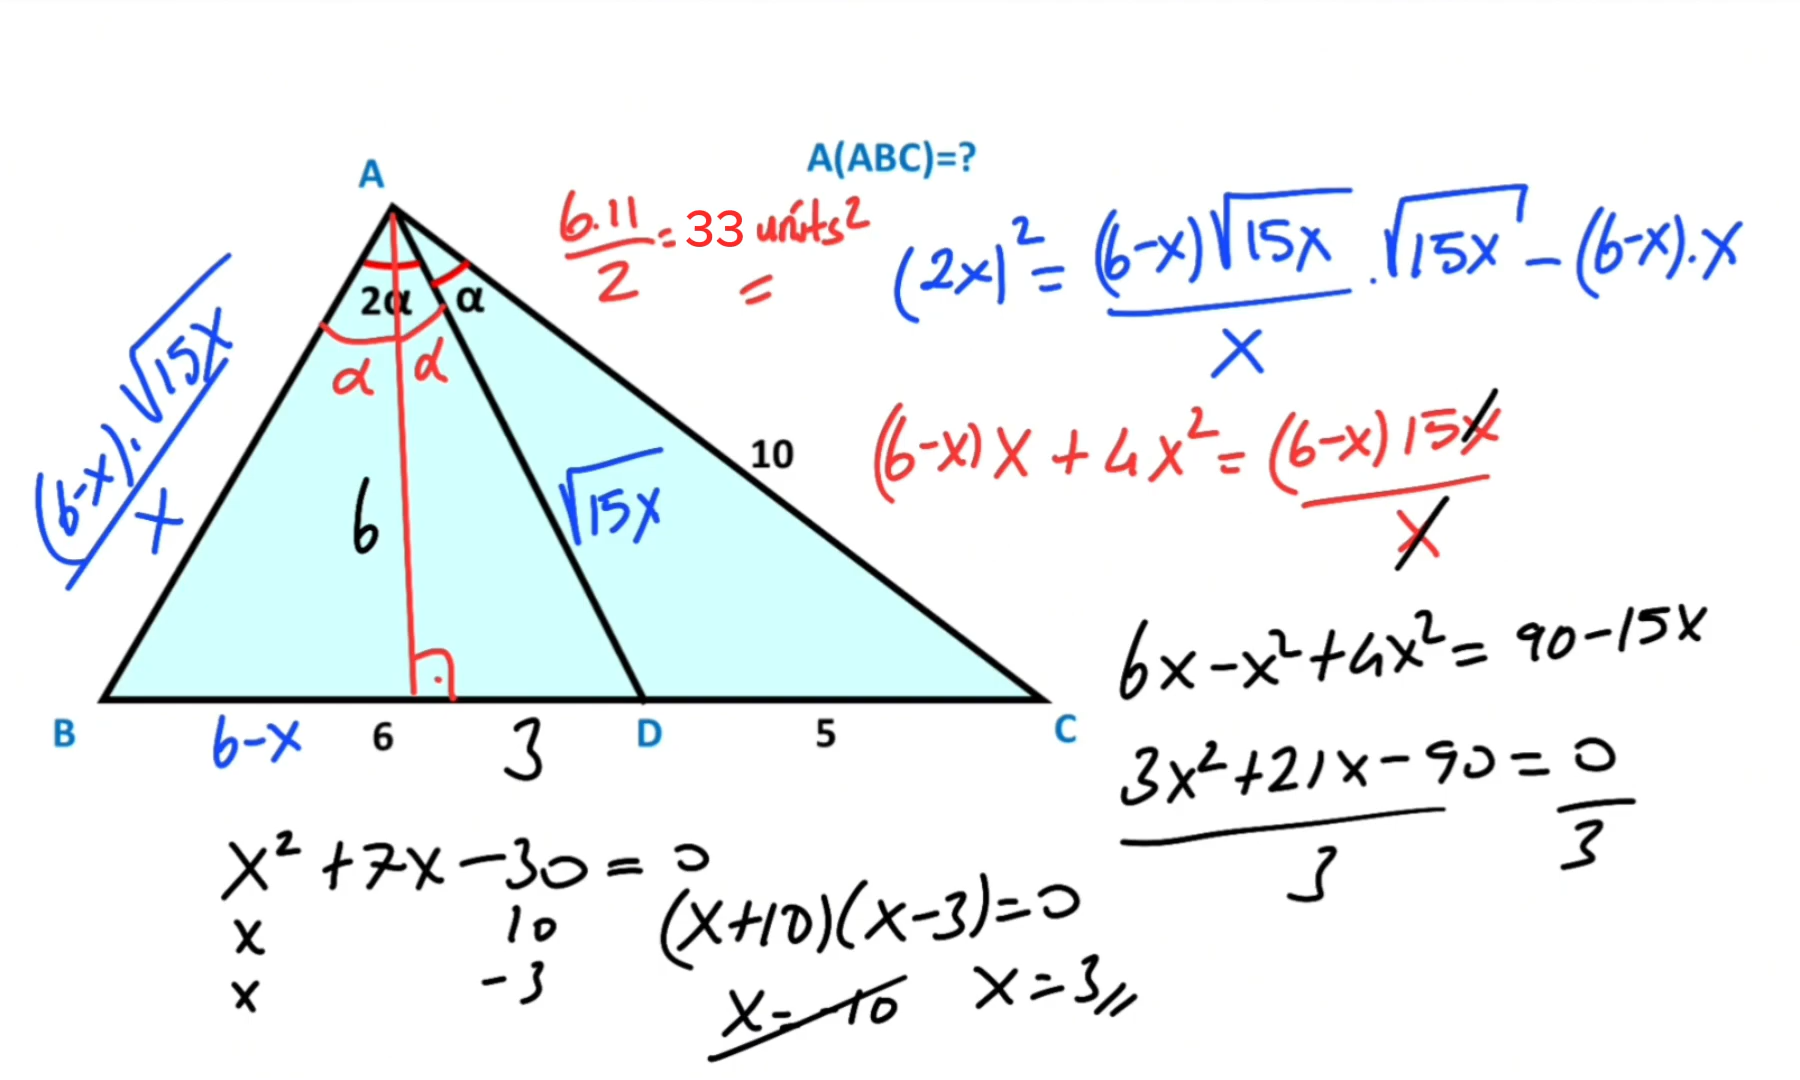 A(ABC)=?
A
6.11/2 = 33 units²
=
(2x)² = (6-x)√15x/x . √15x - (6-x).x
2α α
α α
(6-x).√15x/x
6
√15x
10
(6-x)x + 4x² = (6-x)15x/x
6x-x²+4x² = 90-15x
B 6-x 6 3 D 5 C
3x²+21x-90/3 = 0/3
x²+7x-30=0
x 10
x -3
(x+10)(x-3)=0
x=-10 x=3//